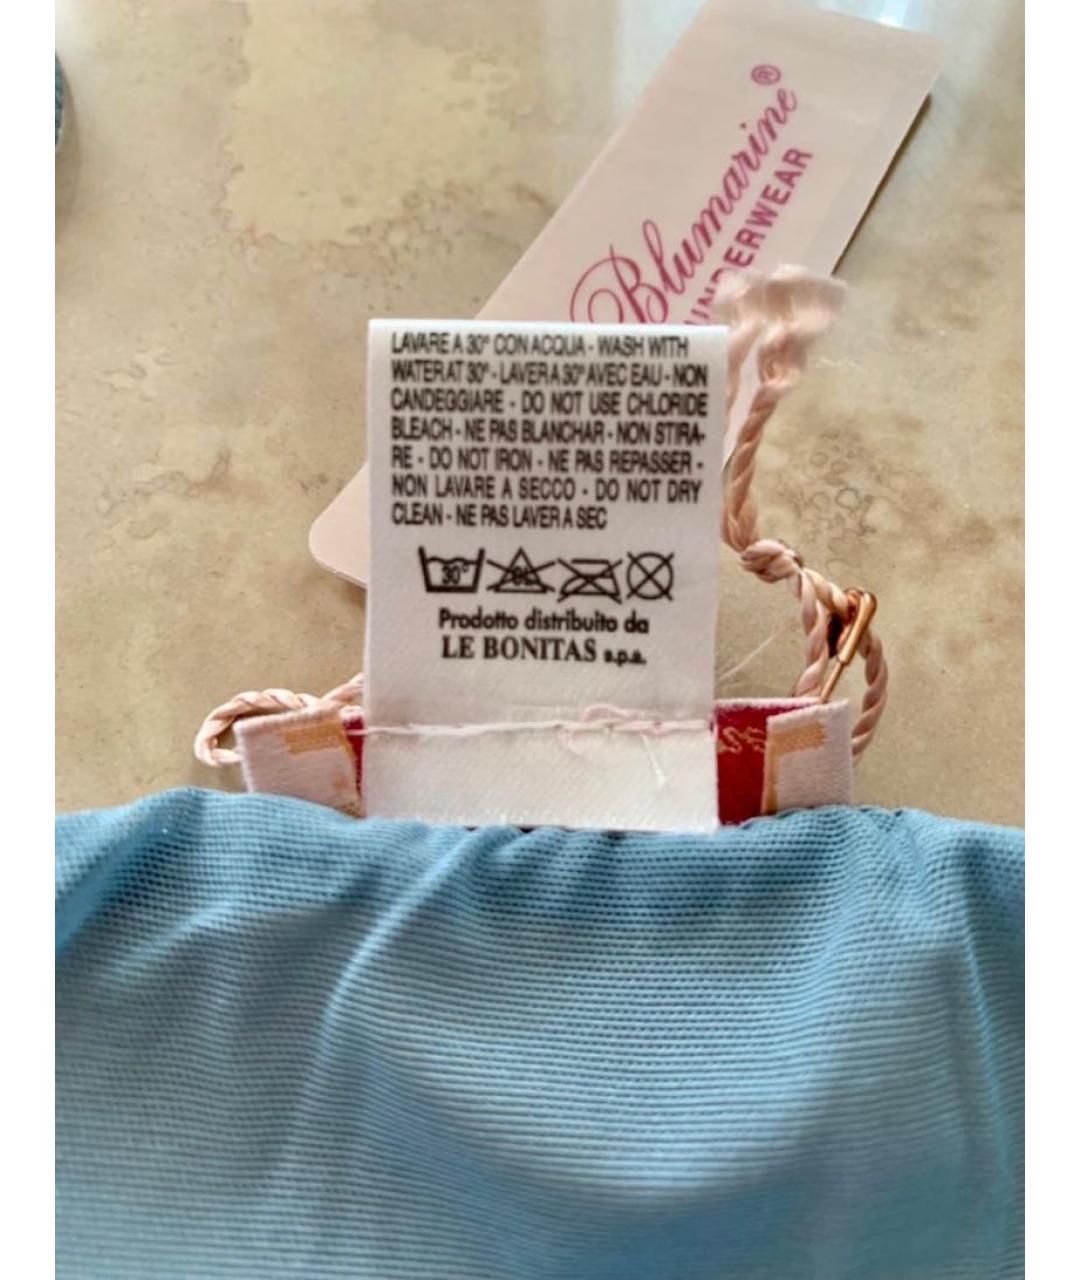 Blumarine®
UNDERWEAR
LAVARE A 30° CON ACQUA - WASH WITH
WATER AT 30° - LAVER A 30° AVEC EAU - NON
CANDEGGIARE - DO NOT USE CHLORIDE
BLEACH - NE PAS BLANCHAR - NON STIRA-
RE - DO NOT IRON - NE PAS REPASSER -
NON LAVARE A SECCO - DO NOT DRY
CLEAN - NE PAS LAVER A SEC
30° CL
Prodotto distribuito da
LE BONITAS s.p.a.